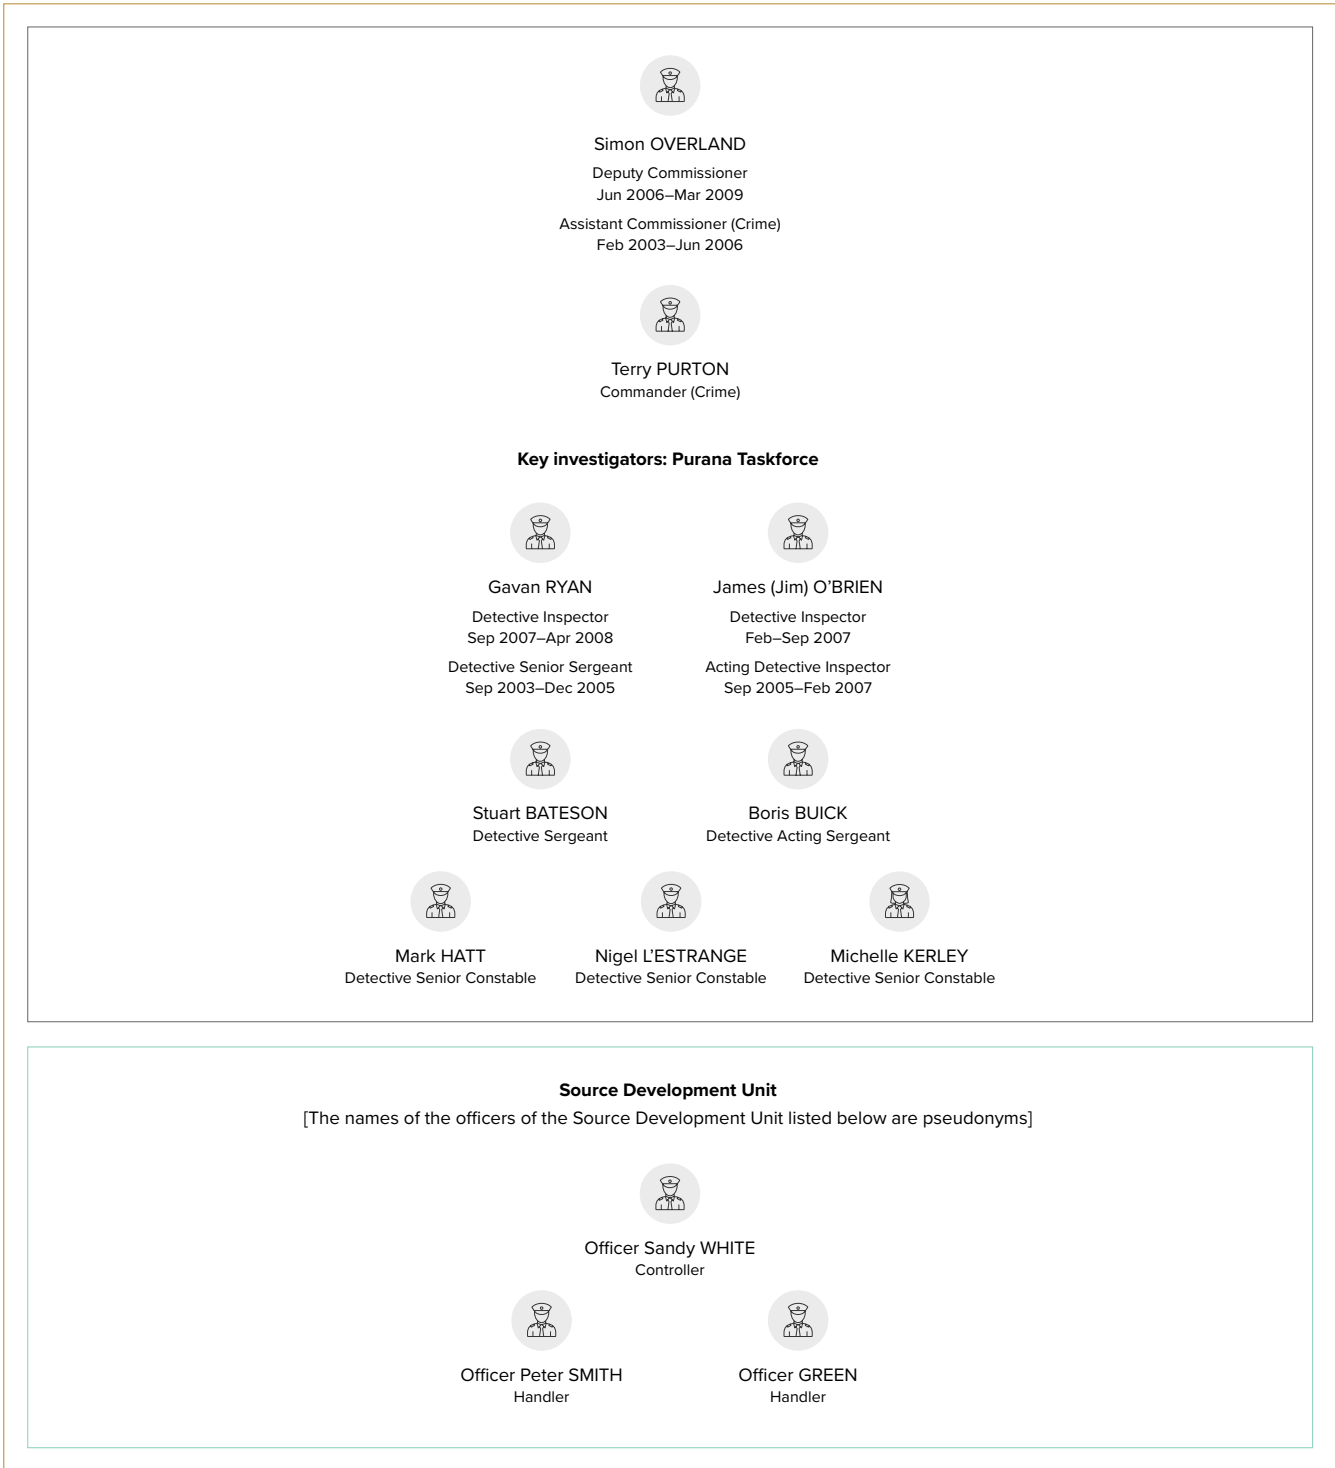 Simon OVERLAND
Deputy Commissioner
Jun 2006–Mar 2009
Assistant Commissioner (Crime)
Feb 2003–Jun 2006
Terry PURTON
Commander (Crime)
Key investigators: Purana Taskforce
Gavan RYAN
Detective Inspector
Sep 2007–Apr 2008
Detective Senior Sergeant
Sep 2003–Dec 2005
James (Jim) O’BRIEN
Detective Inspector
Feb–Sep 2007
Acting Detective Inspector
Sep 2005–Feb 2007
Stuart BATESON
Detective Sergeant
Boris BUICK
Detective Acting Sergeant
Mark HATT
Detective Senior Constable
Nigel L’ESTRANGE
Detective Senior Constable
Michelle KERLEY
Detective Senior Constable
Source Development Unit
[The names of the officers of the Source Development Unit listed below are pseudonyms]
Officer Sandy WHITE
Controller
Officer Peter SMITH
Handler
Officer GREEN
Handler